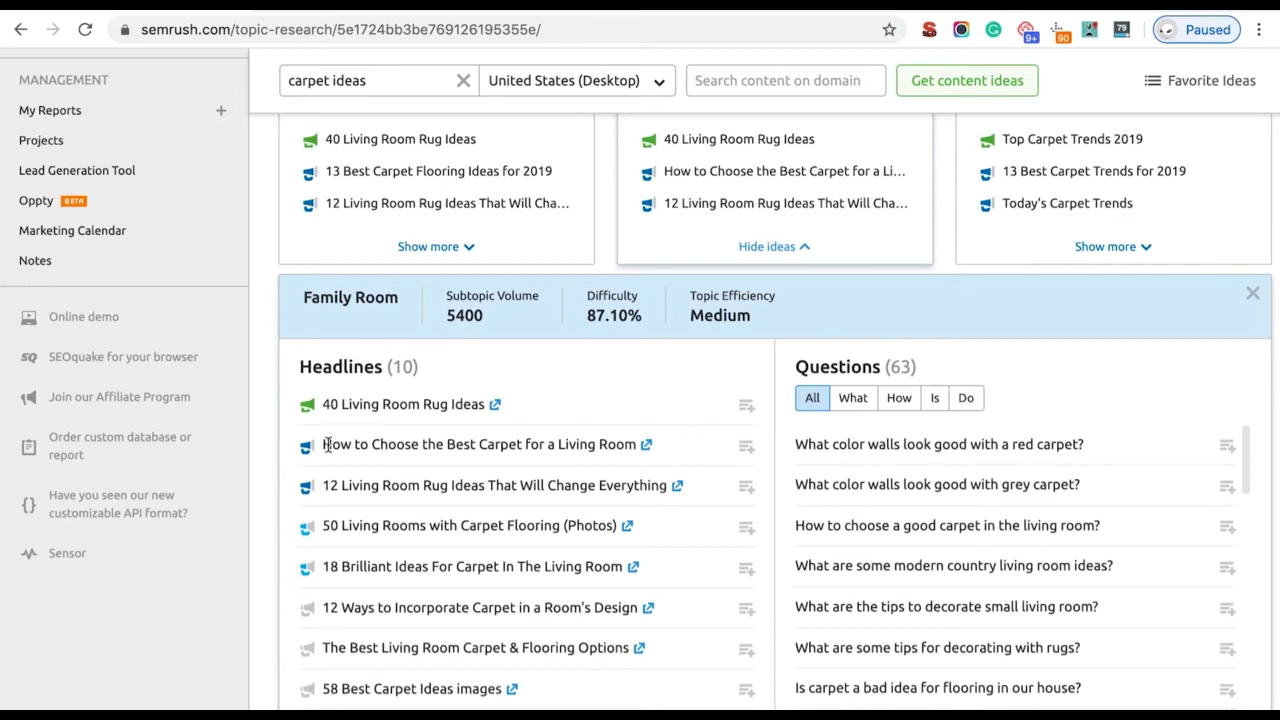 semrush.com/topic-research/5e1724bb3be769126195355e/
9+
90
79
Paused
MANAGEMENT
My Reports
Projects
Lead Generation Tool
Oppty BETA
Marketing Calendar
Notes
Online demo
SQ SEOquake for your browser
Join our Affiliate Program
Order custom database or
report
Have you seen our new
customizable API format?
Sensor
carpet ideas
United States (Desktop)
Search content on domain
Get content ideas
Favorite Ideas
40 Living Room Rug Ideas
13 Best Carpet Flooring Ideas for 2019
12 Living Room Rug Ideas That Will Cha...
Show more
40 Living Room Rug Ideas
How to Choose the Best Carpet for a Li...
12 Living Room Rug Ideas That Will Cha...
Hide ideas
Top Carpet Trends 2019
13 Best Carpet Trends for 2019
Today's Carpet Trends
Show more
Family Room
Subtopic Volume
5400
Difficulty
87.10%
Topic Efficiency
Medium
Headlines (10)
40 Living Room Rug Ideas
How to Choose the Best Carpet for a Living Room
12 Living Room Rug Ideas That Will Change Everything
50 Living Rooms with Carpet Flooring (Photos)
18 Brilliant Ideas For Carpet In The Living Room
12 Ways to Incorporate Carpet in a Room's Design
The Best Living Room Carpet & Flooring Options
58 Best Carpet Ideas images
Questions (63)
All What How Is Do
What color walls look good with a red carpet?
What color walls look good with grey carpet?
How to choose a good carpet in the living room?
What are some modern country living room ideas?
What are the tips to decorate small living room?
What are some tips for decorating with rugs?
Is carpet a bad idea for flooring in our house?